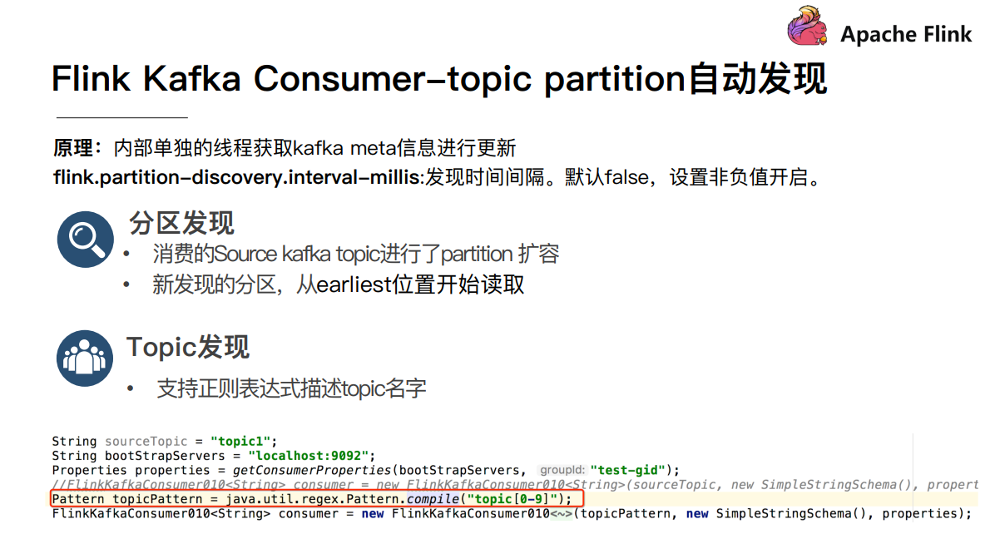 Apache Flink
Flink Kafka Consumer-topic partition自动发现
原理：内部单独的线程获取kafka meta信息进行更新
flink.partition-discovery.interval-millis:发现时间间隔。默认false，设置非负值开启。
分区发现
• 消费的Source kafka topic进行了partition 扩容
• 新发现的分区，从earliest位置开始读取
Topic发现
• 支持正则表达式描述topic名字
String sourceTopic = "topic1";
String bootStrapServers = "localhost:9092";
Properties properties = getConsumerProperties(bootStrapServers, groupId: "test-gid");
//FlinkKafkaConsumer010<String> consumer = new FlinkKafkaConsumer010<String>(sourceTopic, new SimpleStringSchema(), propert
Pattern topicPattern = java.util.regex.Pattern.compile("topic[0-9]");
FlinkKafkaConsumer010<String> consumer = new FlinkKafkaConsumer010<~>(topicPattern, new SimpleStringSchema(), properties);